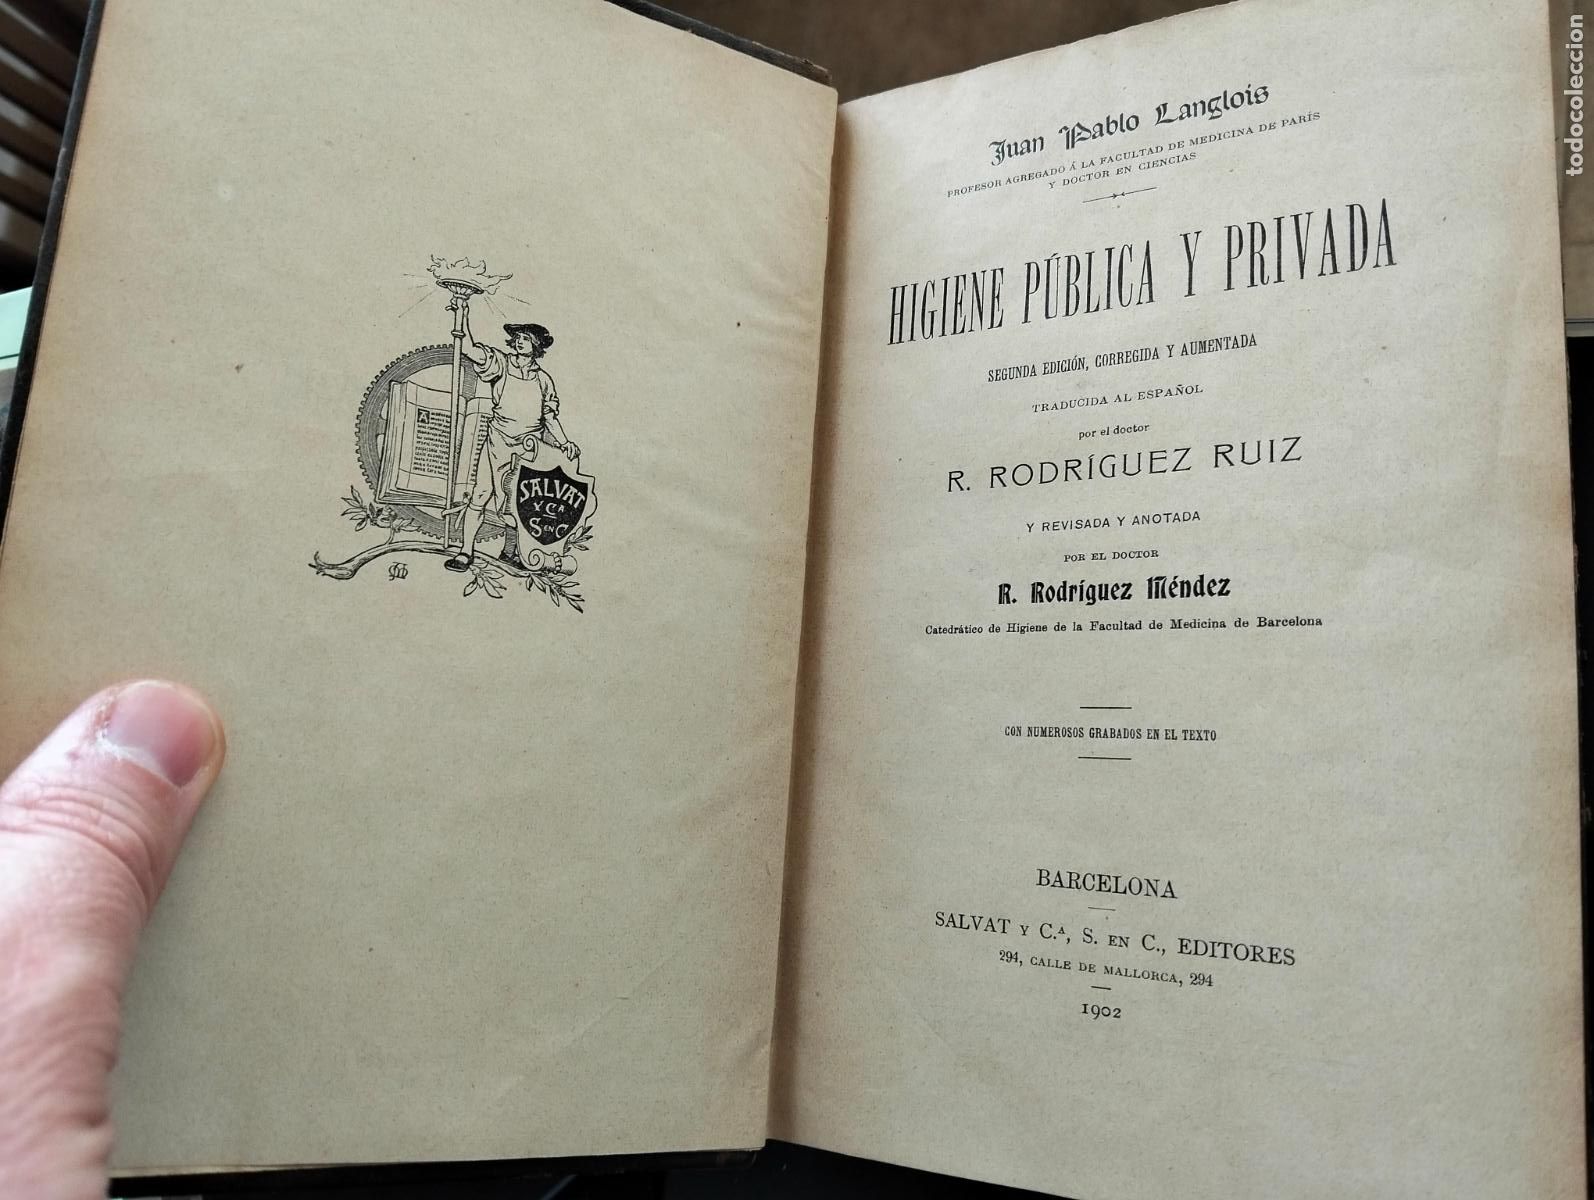 SALVAT
Y Cª
S EN C
Juan Pablo Langlois
PROFESOR AGREGADO Á LA FACULTAD DE MEDICINA DE PARÍS
Y DOCTOR EN CIENCIAS
HIGIENE PÚBLICA Y PRIVADA
SEGUNDA EDICIÓN, CORREGIDA Y AUMENTADA
TRADUCIDA AL ESPAÑOL
por el doctor
R. RODRÍGUEZ RUIZ
Y REVISADA Y ANOTADA
POR EL DOCTOR
R. Rodríguez Méndez
Catedrático de Higiene de la Facultad de Medicina de Barcelona
CON NUMEROSOS GRABADOS EN EL TEXTO
BARCELONA
SALVAT Y C.ᴬ, S. EN C., EDITORES
294, CALLE DE MALLORCA, 294
1902
todocoleccion